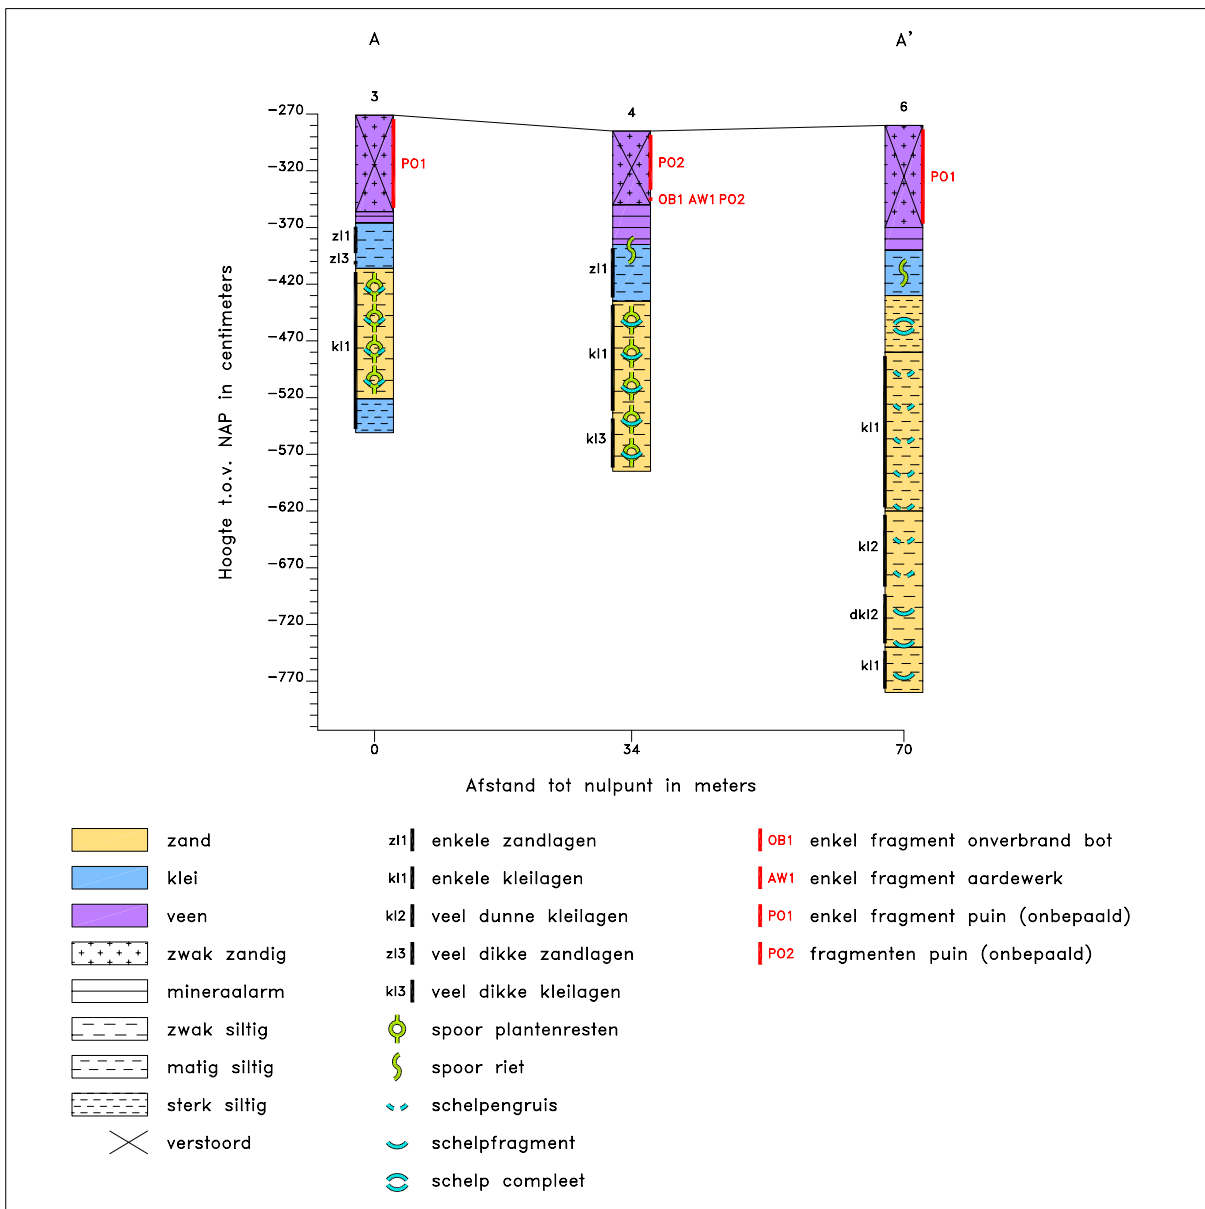 A A'
3 4 6
-270
-320
-370
-420
-470
-520
-570
-620
-670
-720
-770
Hoogte t.o.v. NAP in centimeters
PO1
zl1
zl3
kl1
PO2
OB1 AW1 PO2
zl1
kl1
kl3
PO1
kl1
kl2
dkl2
kl1
0 34 70
Afstand tot nulpunt in meters
zand
klei
veen
zwak zandig
mineraalarm
zwak siltig
matig siltig
sterk siltig
verstoord
zl1 enkele zandlagen
kl1 enkele kleilagen
kl2 veel dunne kleilagen
zl3 veel dikke zandlagen
kl3 veel dikke kleilagen
spoor plantenresten
spoor riet
schelpengruis
schelpfragment
schelp compleet
OB1 enkel fragment onverbrand bot
AW1 enkel fragment aardewerk
PO1 enkel fragment puin (onbepaald)
PO2 fragmenten puin (onbepaald)